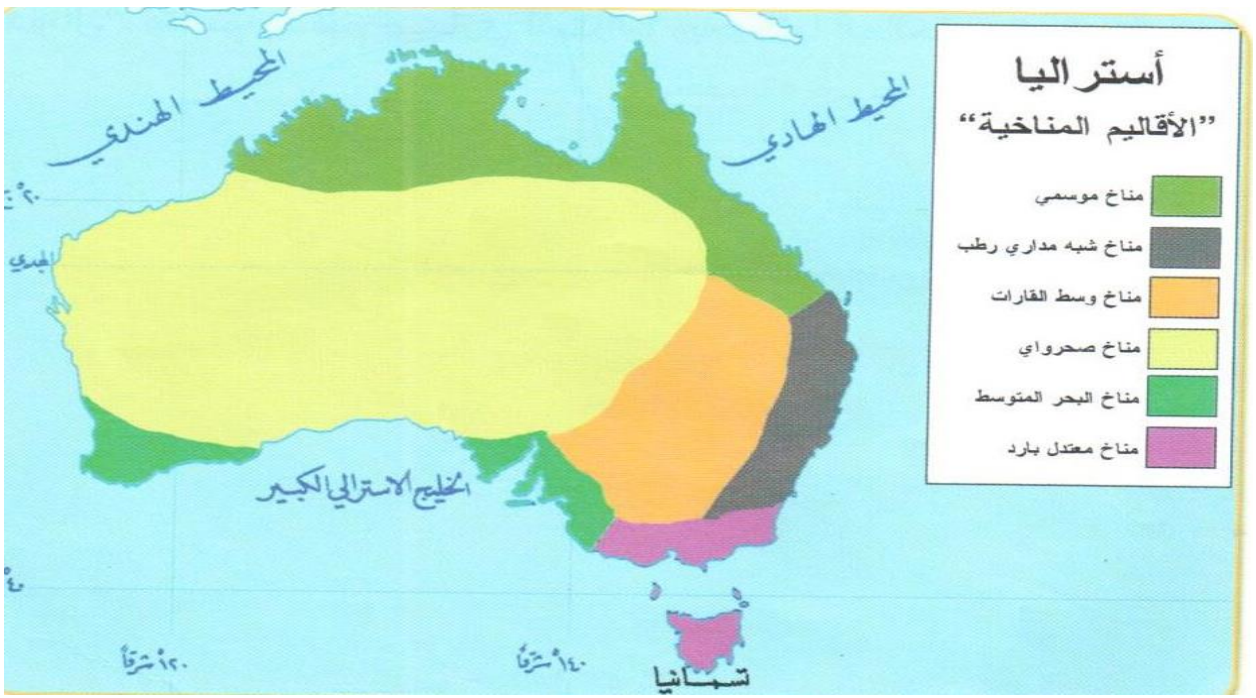 أستراليا
”الأقاليم المناخية“
مناخ موسمي
مناخ شبه مداري رطب
مناخ وسط القارات
مناخ صحرواي
مناخ البحر المتوسط
مناخ معتدل بارد
المحيط الهندي
المحيط الهادي
°٢٠
الجدي
الخليج الاسترالي الكبير
°٤٠
°١٢٠ شرقاً
°١٤٠ شرقاً
تسمانيا